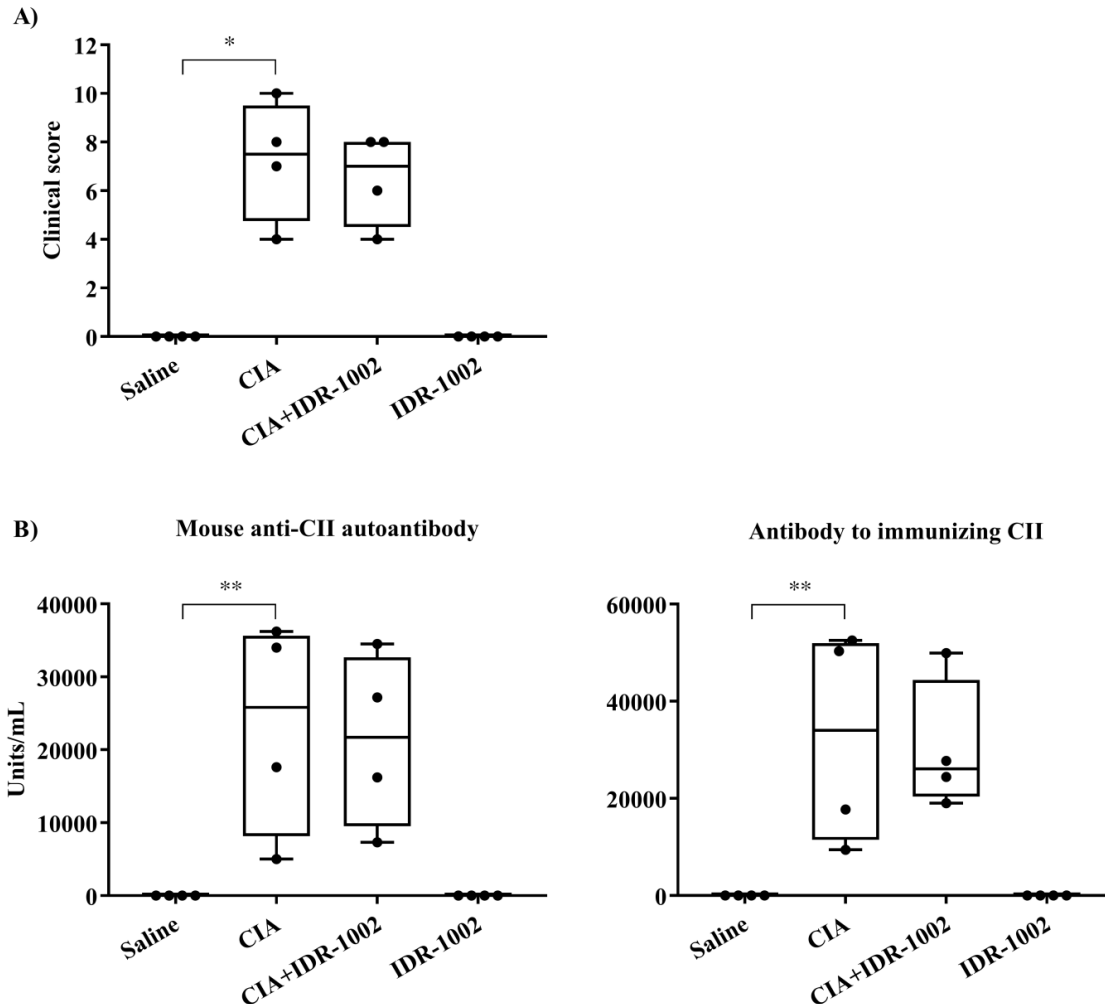 A)
*
12
10
8
6
4
2
0
Clinical score
Saline
CIA
CIA+IDR-1002
IDR-1002
B)
Mouse anti-CII autoantibody
**
40000
30000
20000
10000
0
Units/mL
Saline
CIA
CIA+IDR-1002
IDR-1002
Antibody to immunizing CII
**
60000
40000
20000
0
Saline
CIA
CIA+IDR-1002
IDR-1002